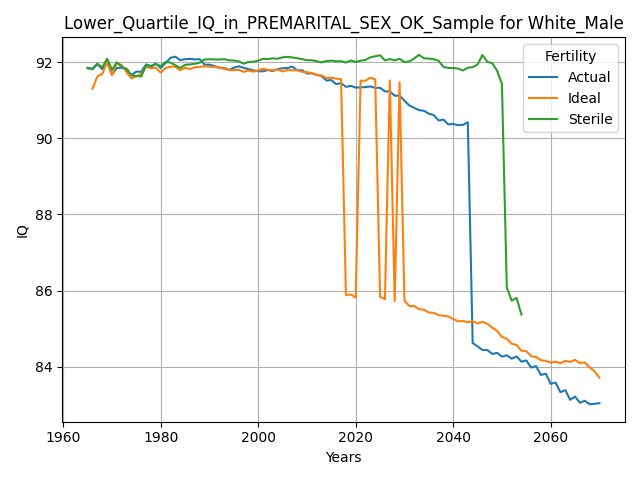 Lower_Quartile_IQ_in_PREMARITAL_SEX_OK_Sample for White_Male
Fertility
Actual
Ideal
Sterile
92
90
88
86
84
IQ
1960
1980
2000
2020
2040
2060
Years